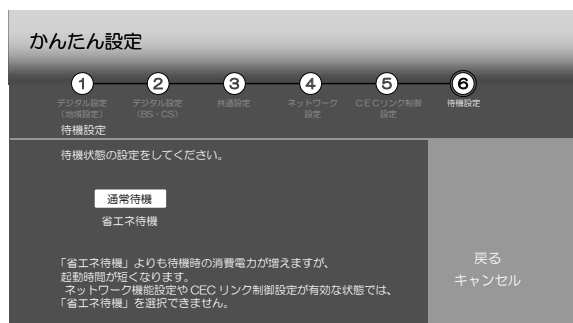 かんたん設定
① ② ③ ④ ⑤ ⑥
デジタル設定 デジタル設定 共通設定 ネットワーク CECリンク制御 待機設定
（地域設定） （BS・CS） 設定 設定
待機設定
待機状態の設定をしてください。
通常待機
省エネ待機
「省エネ待機」よりも待機時の消費電力が増えますが、
起動時間が短くなります。
ネットワーク機能設定や CEC リンク制御設定が有効な状態では、
「省エネ待機」を選択できません。
戻る
キャンセル